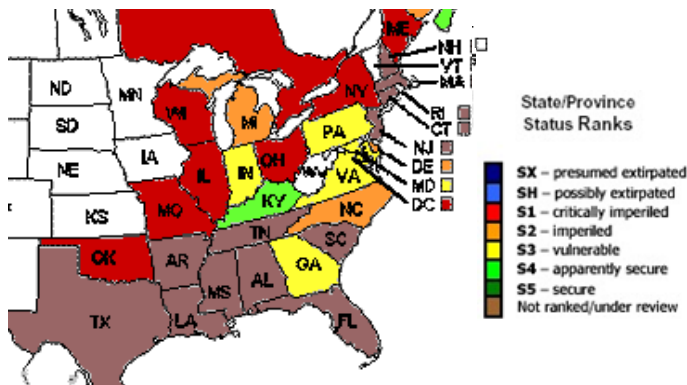 ME
NH
VT
MA
ND
MN
WI
NY
SD
MI
RI
CT
PA
IA
NJ
NE
OH
DE
IL
IN
MD
WV
VA
DC
KS
MO
KY
NC
TN
OK
AR
SC
MS
AL
GA
TX
LA
FL
State/Province
Status Ranks
SX – presumed extirpated
SH – possibly extirpated
S1 – critically imperiled
S2 – imperiled
S3 – vulnerable
S4 – apparently secure
S5 – secure
Not ranked/under review